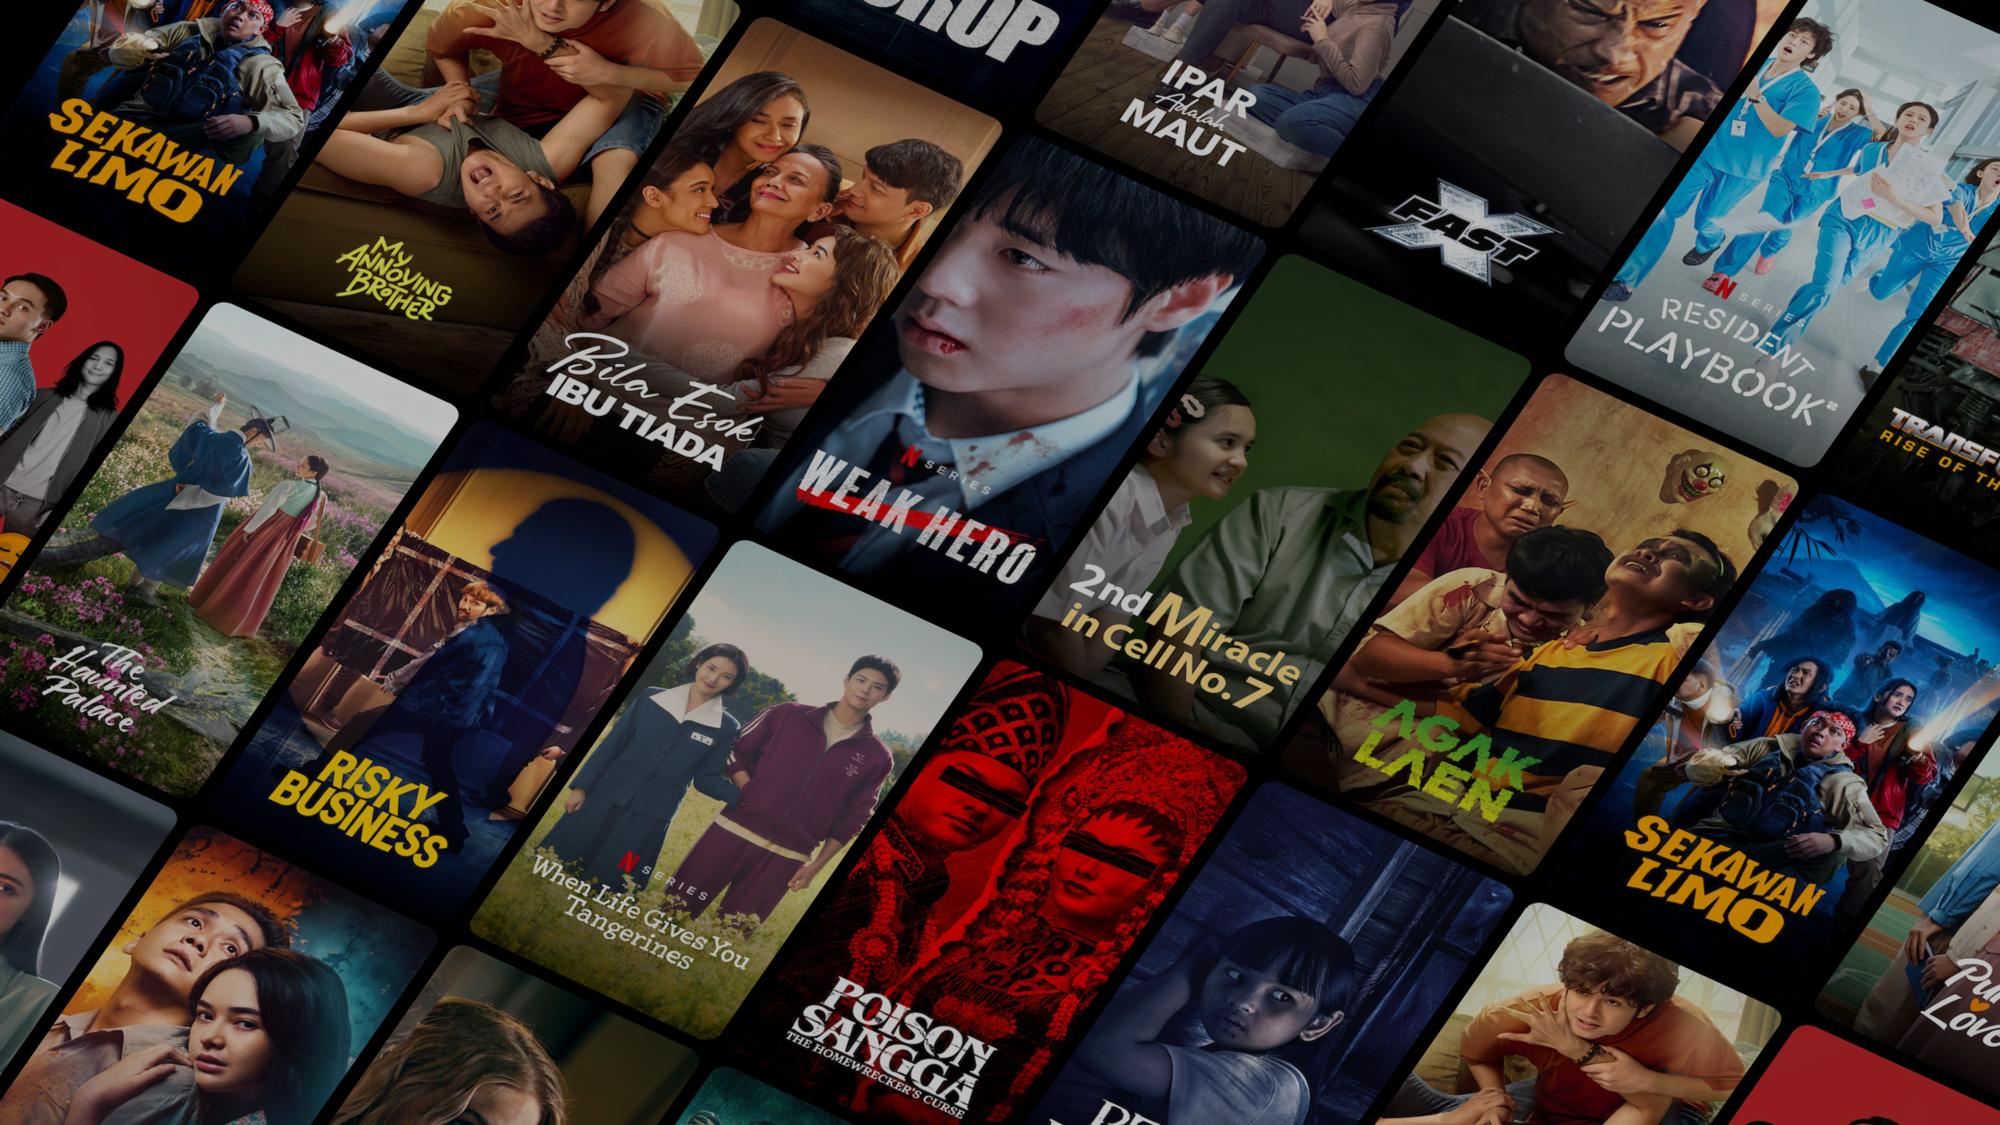 SEKAWAN
LIMO
MY
ANNOYING
BROTHER
Bila Esok
IBU TIADA
IPAR
Adalah
MAUT
FAST
X
N SERIES
RESIDENT
PLAYBOOK
RISE OF
The
Haunted
Palace
RISKY
BUSINESS
N SERIES
WEAK HERO
2nd Miracle
in Cell No. 7
AGAK
LAEN
N SERIES
When Life Gives You
Tangerines
POISON
SANGGA
THE HOMEWRECKER'S CURSE
SEKAWAN
LIMO